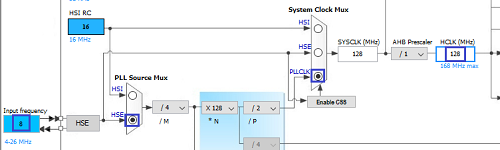 HSI RC
16
16 MHz
System Clock Mux
HSI
HSE
PLLCLK
SYSCLK (MHz)
128
AHB Prescaler
/ 1
HCLK (MHz)
128
168 MHz max
Enable CSS
PLL Source Mux
HSI
HSE
/ 4
/ M
X 128
* N
/ 2
/ P
/ 4
Input frequency
8
4-26 MHz
HSE